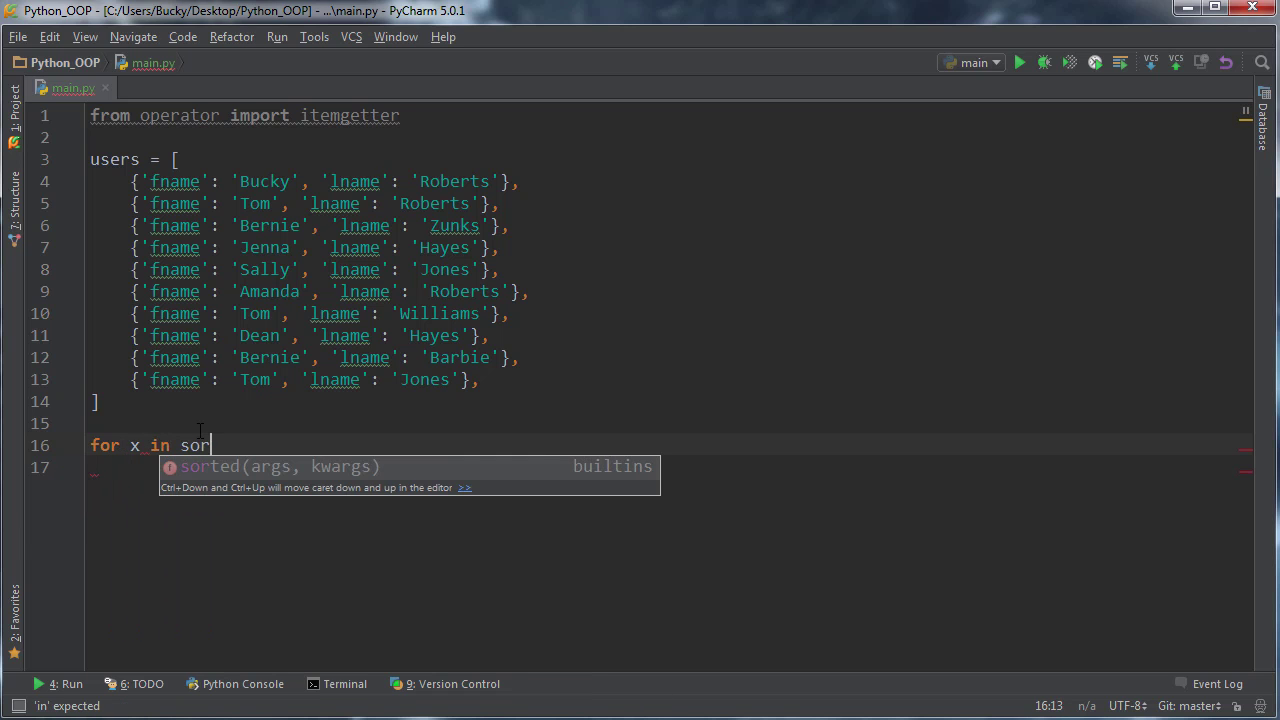 Python_OOP - [C:/Users/Bucky/Desktop/Python_OOP] - ...\main.py - PyCharm 5.0.1
File Edit View Navigate Code Refactor Run Tools VCS Window Help
Python_OOP main.py main VCS VCS
main.py
1 from operator import itemgetter
2
3 users = [
4 {'fname': 'Bucky', 'lname': 'Roberts'},
5 {'fname': 'Tom', 'lname': 'Roberts'},
6 {'fname': 'Bernie', 'lname': 'Zunks'},
7 {'fname': 'Jenna', 'lname': 'Hayes'},
8 {'fname': 'Sally', 'lname': 'Jones'},
9 {'fname': 'Amanda', 'lname': 'Roberts'},
10 {'fname': 'Tom', 'lname': 'Williams'},
11 {'fname': 'Dean', 'lname': 'Hayes'},
12 {'fname': 'Bernie', 'lname': 'Barbie'},
13 {'fname': 'Tom', 'lname': 'Jones'},
14 ]
15
16 for x in sor
17
f sorted(args, kwargs) builtins
Ctrl+Down and Ctrl+Up will move caret down and up in the editor >>
1: Project
7: Structure
2: Favorites
Database
4: Run 6: TODO Python Console Terminal 9: Version Control Event Log
'in' expected 16:13 n/a UTF-8 Git: master